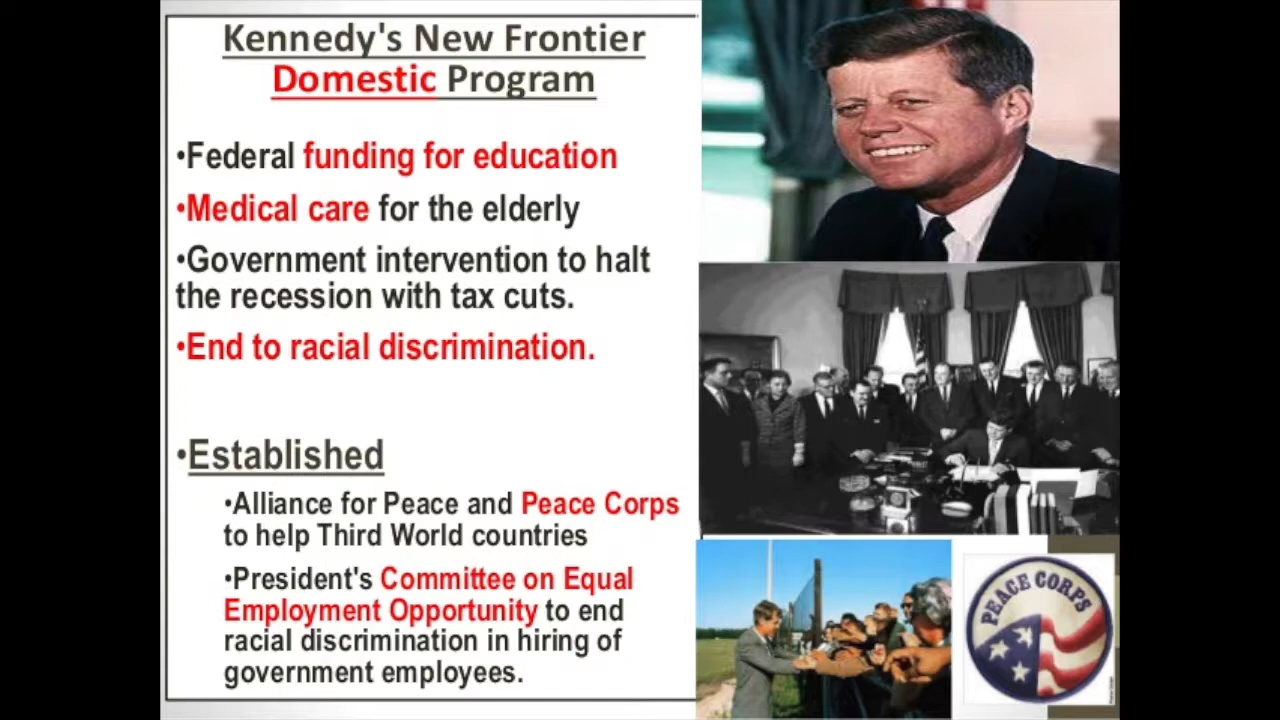 Kennedy's New Frontier
Domestic Program
•Federal funding for education
•Medical care for the elderly
•Government intervention to halt
the recession with tax cuts.
•End to racial discrimination.
•Established
•Alliance for Peace and Peace Corps
to help Third World countries
•President's Committee on Equal
Employment Opportunity to end
racial discrimination in hiring of
government employees.
PEACE CORPS